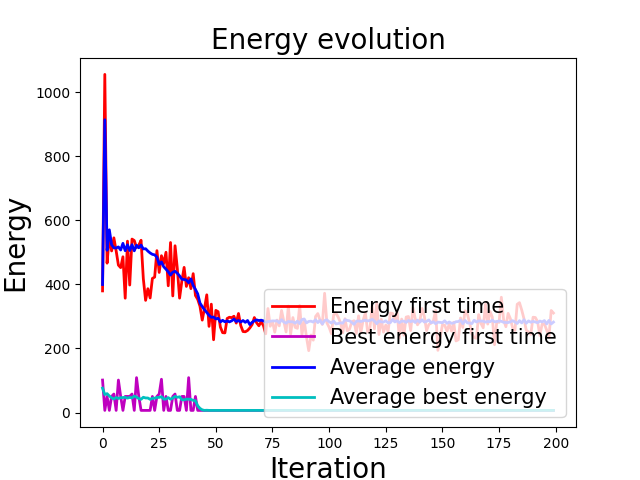 Energy evolution
Energy
1000
800
600
400
200
0
Energy first time
Best energy first time
Average energy
Average best energy
0 25 50 75 100 125 150 175 200
Iteration